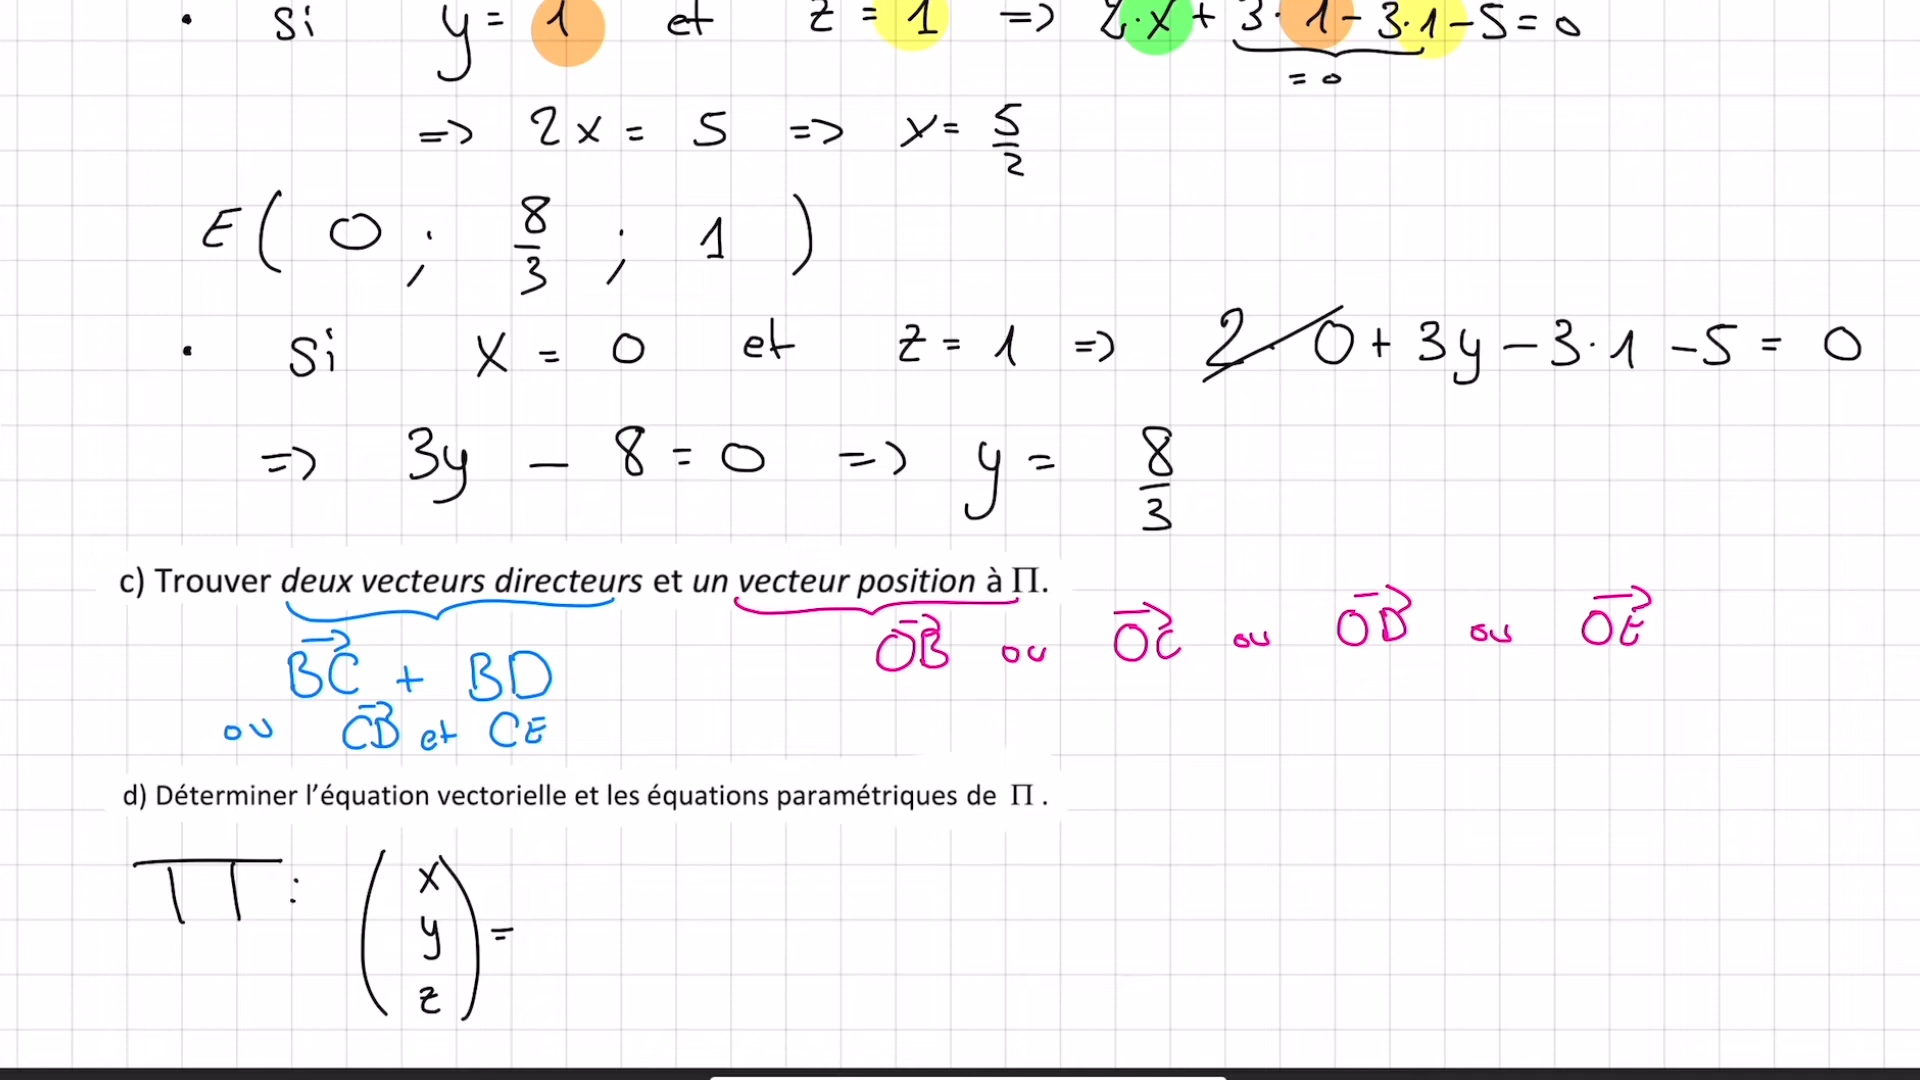 • si y = 1 et z = 1 => 2·x + 3·1 - 3·1 - 5 = 0
= 0
=> 2x = 5 => x = 5/2
E( 0 ; 8/3 ; 1 )
• si x = 0 et z = 1 => 2·0 + 3y - 3·1 - 5 = 0
=> 3y - 8 = 0 => y = 8/3
c) Trouver deux vecteurs directeurs et un vecteur position à Π.
OB ou OC ou OD ou OE
BC + BD
ou CB et CE
d) Déterminer l'équation vectorielle et les équations paramétriques de Π .
Π : ( x
y =
z )